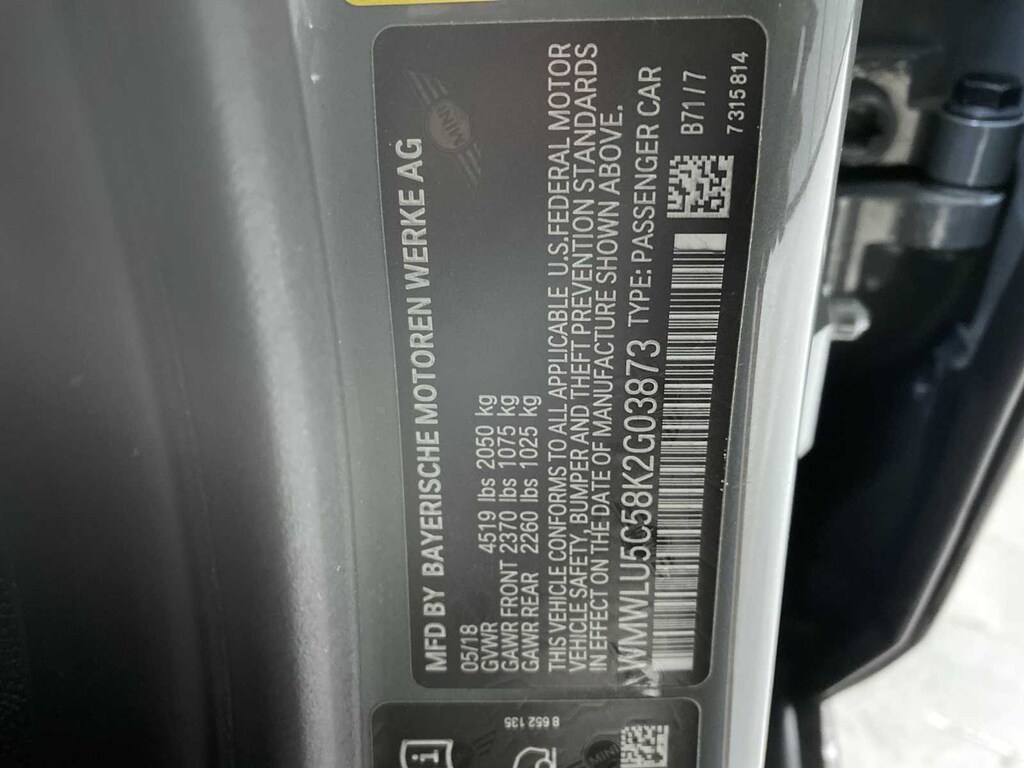 MINI
MFD BY BAYERISCHE MOTOREN WERKE AG
05/18
GVWR 4519 lbs 2050 kg
GAWR FRONT 2370 lbs 1075 kg
GAWR REAR 2260 lbs 1025 kg
THIS VEHICLE CONFORMS TO ALL APPLICABLE U.S.FEDERAL MOTOR
VEHICLE SAFETY, BUMPER AND THEFT PREVENTION STANDARDS
IN EFFECT ON THE DATE OF MANUFACTURE SHOWN ABOVE.
WMWLU5C58K2G03873 TYPE: PASSENGER CAR
B71/7
7315814
8 652 135
MINI